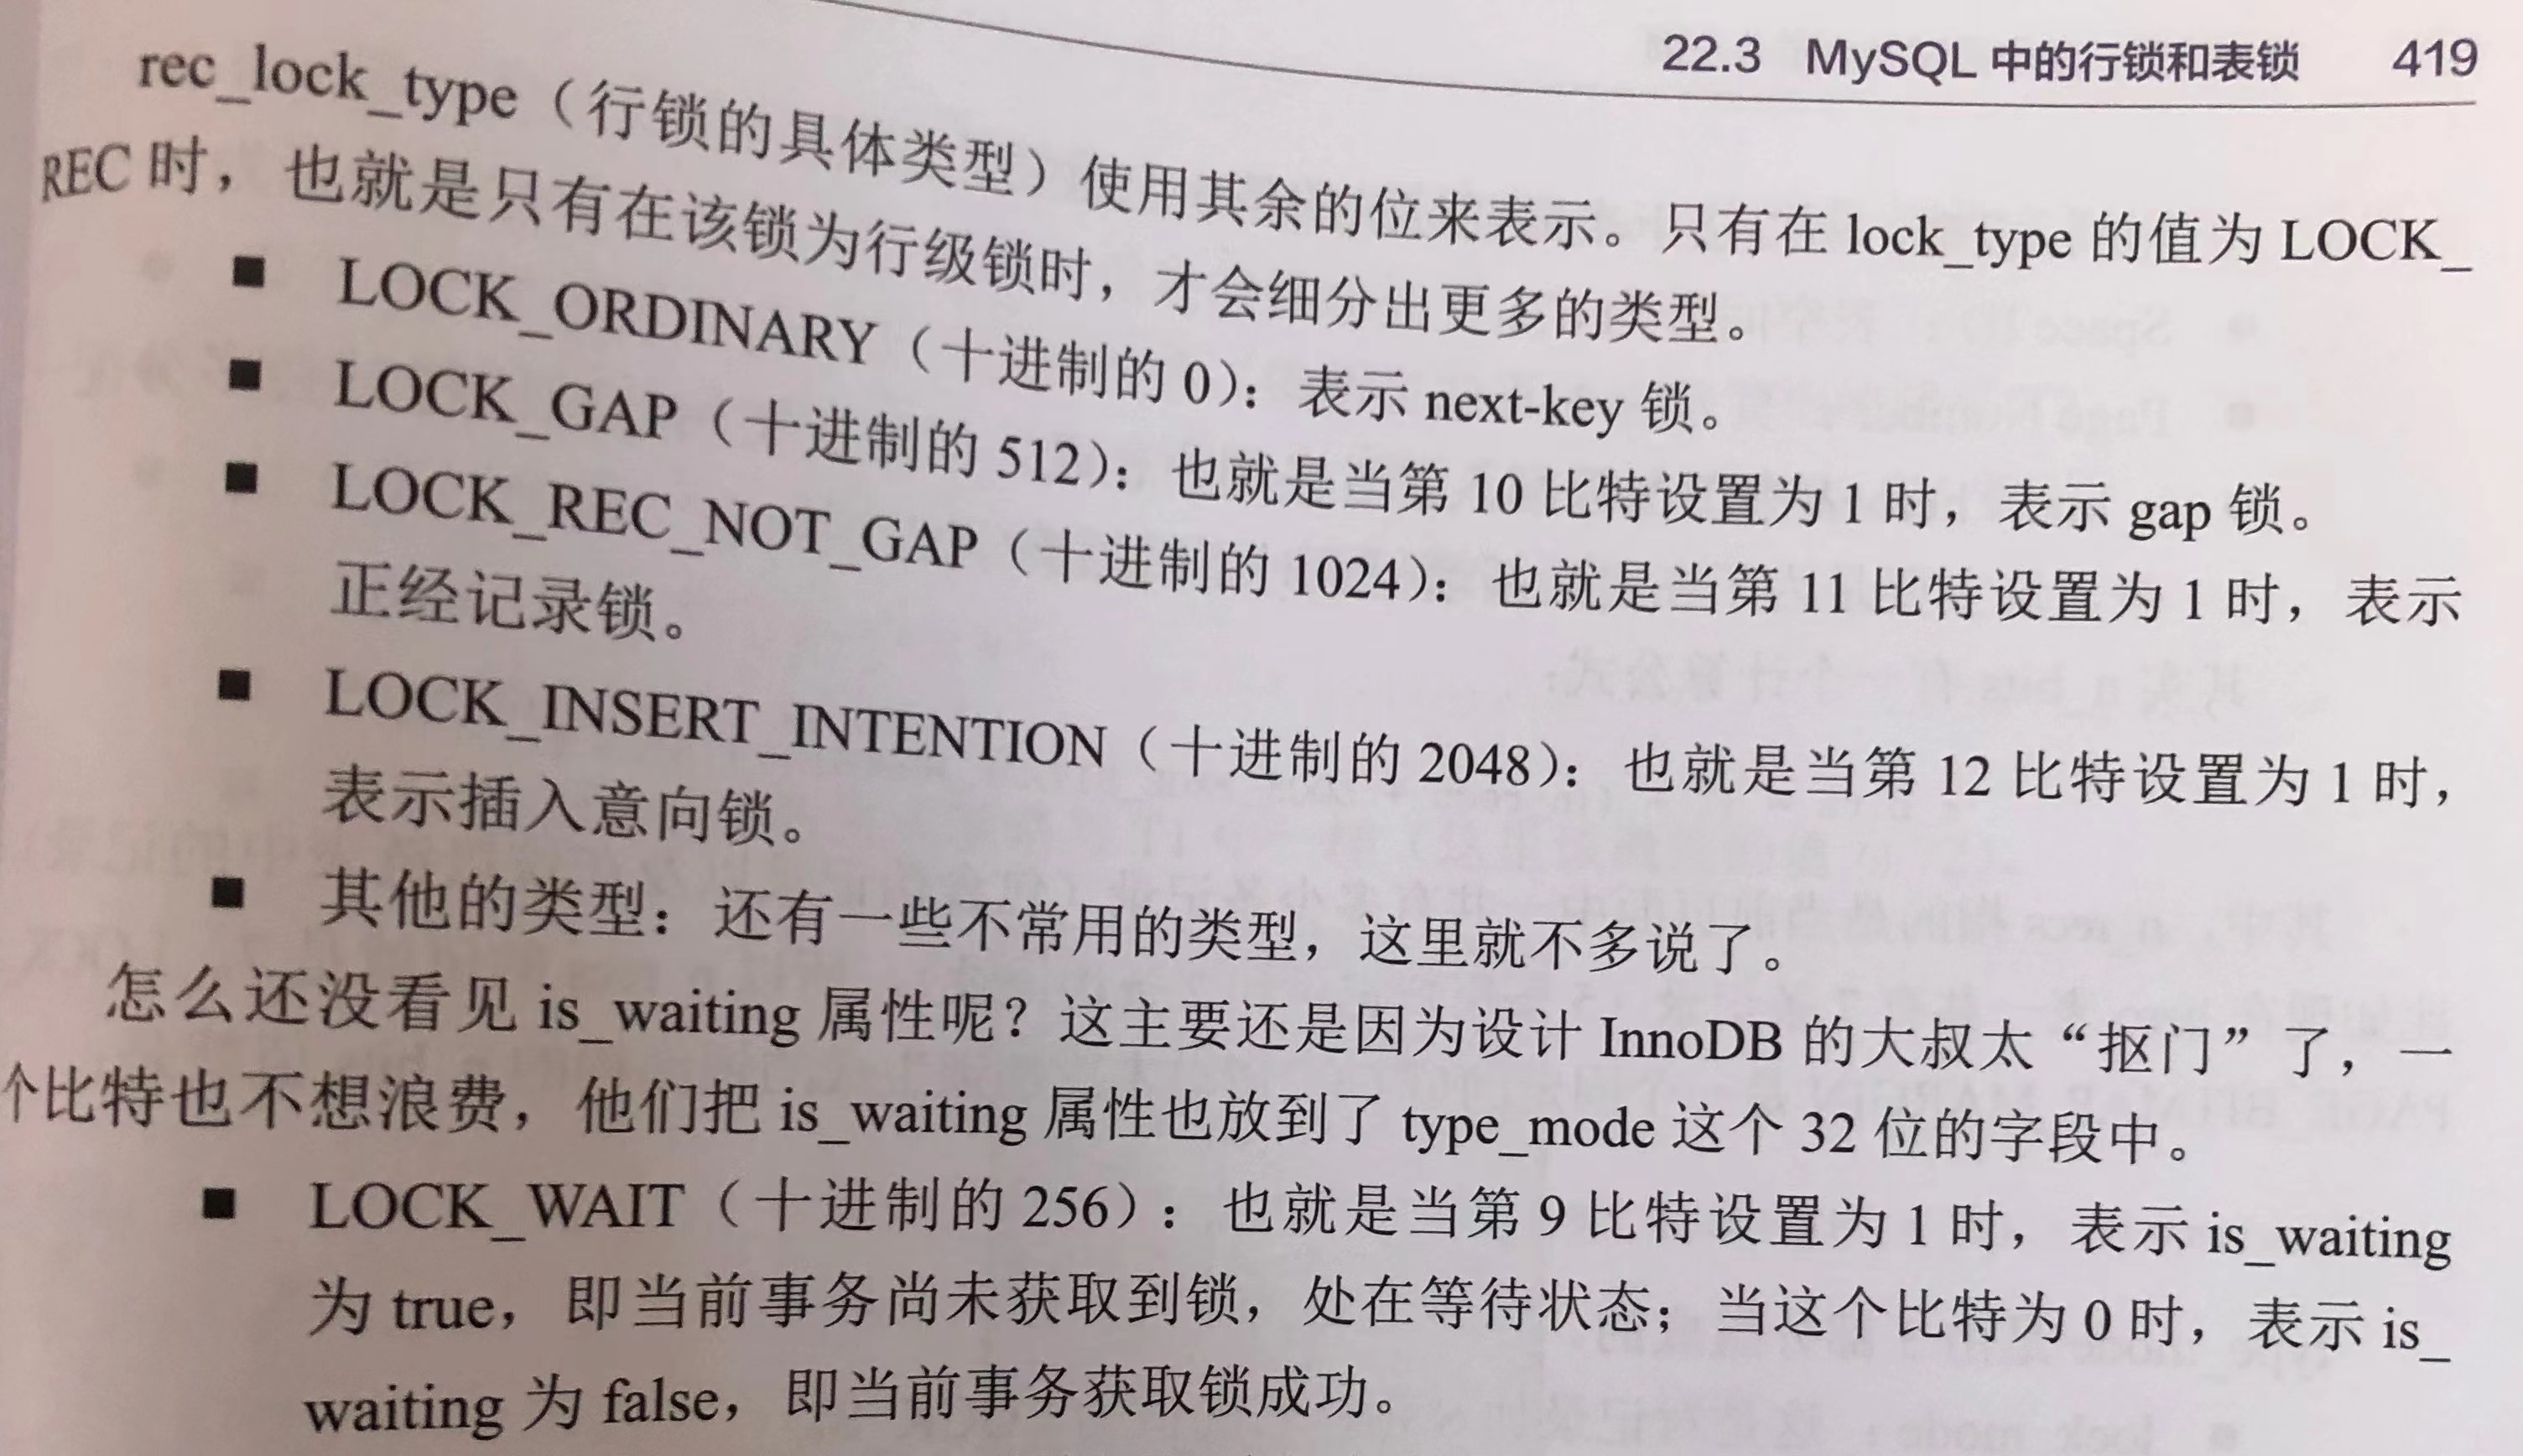 22.3 MySQL 中的行锁和表锁 419
rec_lock_type（行锁的具体类型）使用其余的位来表示。只有在 lock_type 的值为 LOCK_
REC 时，也就是只有在该锁为行级锁时，才会细分出更多的类型。
■ LOCK_ORDINARY（十进制的 0）：表示 next-key 锁。
■ LOCK_GAP（十进制的 512）：也就是当第 10 比特设置为 1 时，表示 gap 锁。
■ LOCK_REC_NOT_GAP（十进制的 1024）：也就是当第 11 比特设置为 1 时，表示
正经记录锁。
■ LOCK_INSERT_INTENTION（十进制的 2048）：也就是当第 12 比特设置为 1 时，
表示插入意向锁。
■ 其他的类型：还有一些不常用的类型，这里就不多说了。
怎么还没看见 is_waiting 属性呢？这主要还是因为设计 InnoDB 的大叔太“抠门”了，一
个比特也不想浪费，他们把 is_waiting 属性也放到了 type_mode 这个 32 位的字段中。
■ LOCK_WAIT（十进制的 256）：也就是当第 9 比特设置为 1 时，表示 is_waiting
为 true，即当前事务尚未获取到锁，处在等待状态；当这个比特为 0 时，表示 is_
waiting 为 false，即当前事务获取锁成功。